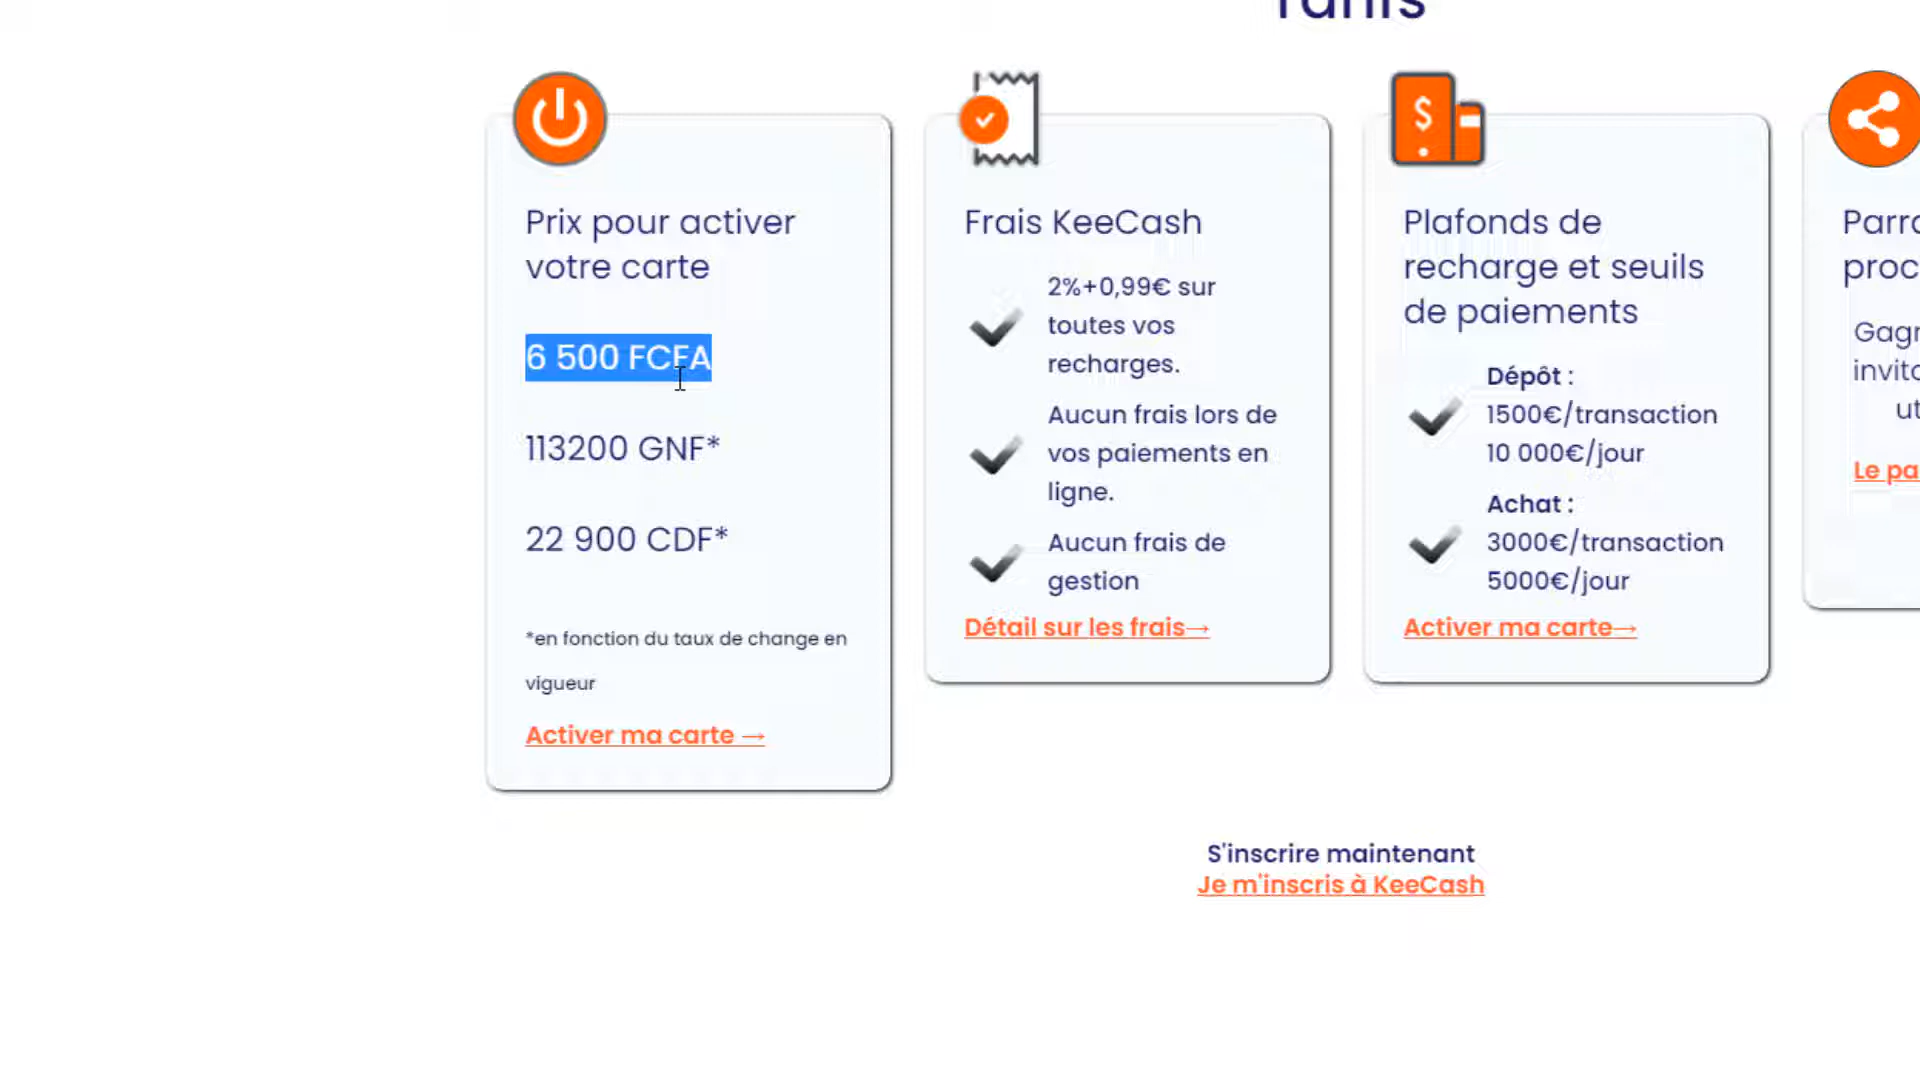 Tarifs
Prix pour activer
votre carte
6 500 FCFA
113200 GNF*
22 900 CDF*
*en fonction du taux de change en
vigueur
Activer ma carte →
Frais KeeCash
2%+0,99€ sur
toutes vos
recharges.
Aucun frais lors de
vos paiements en
ligne.
Aucun frais de
gestion
Détail sur les frais→
$
Plafonds de
recharge et seuils
de paiements
Dépôt :
1500€/transaction
10 000€/jour
Achat :
3000€/transaction
5000€/jour
Activer ma carte→
S'inscrire maintenant
Je m'inscris à KeeCash